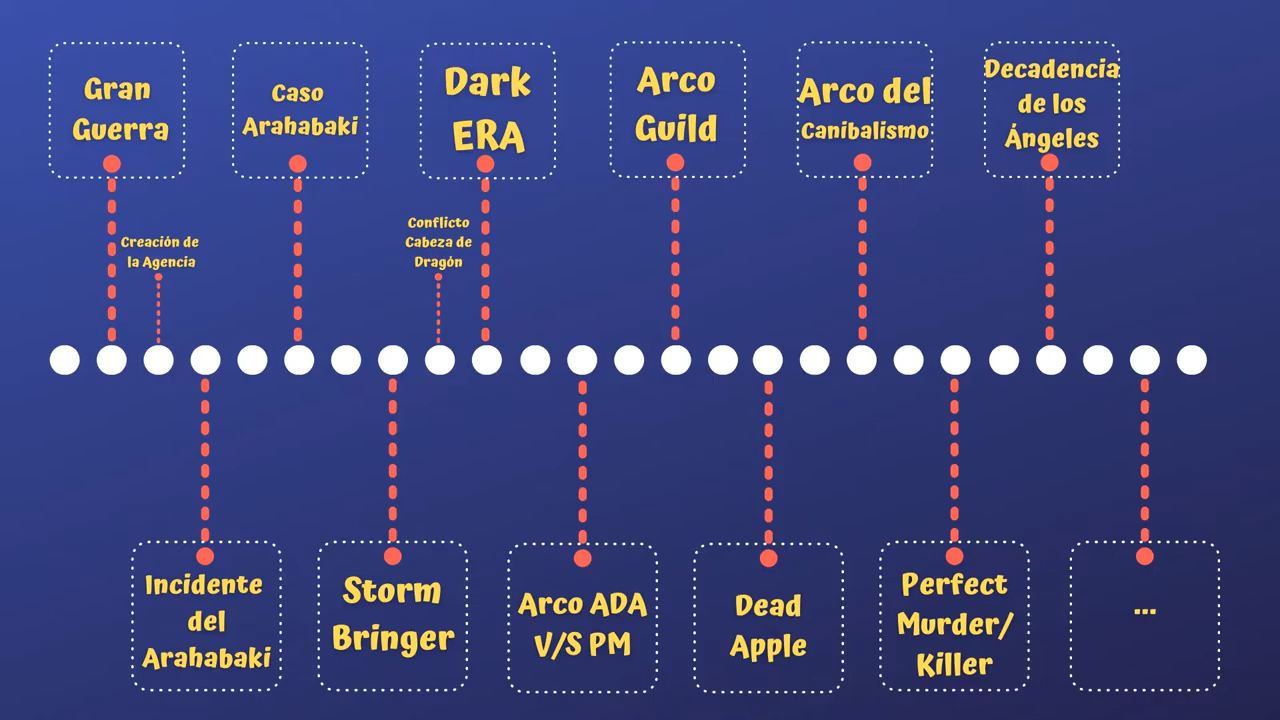 Gran
Guerra
Caso
Arahabaki
Dark
ERA
Arco
Guild
Arco del
Canibalismo
Decadencia
de los
Ángeles
Creación de
la Agencia
Conflicto
Cabeza de
Dragón
Incidente
del
Arahabaki
Storm
Bringer
Arco ADA
V/S PM
Dead
Apple
Perfect
Murder/
Killer
...